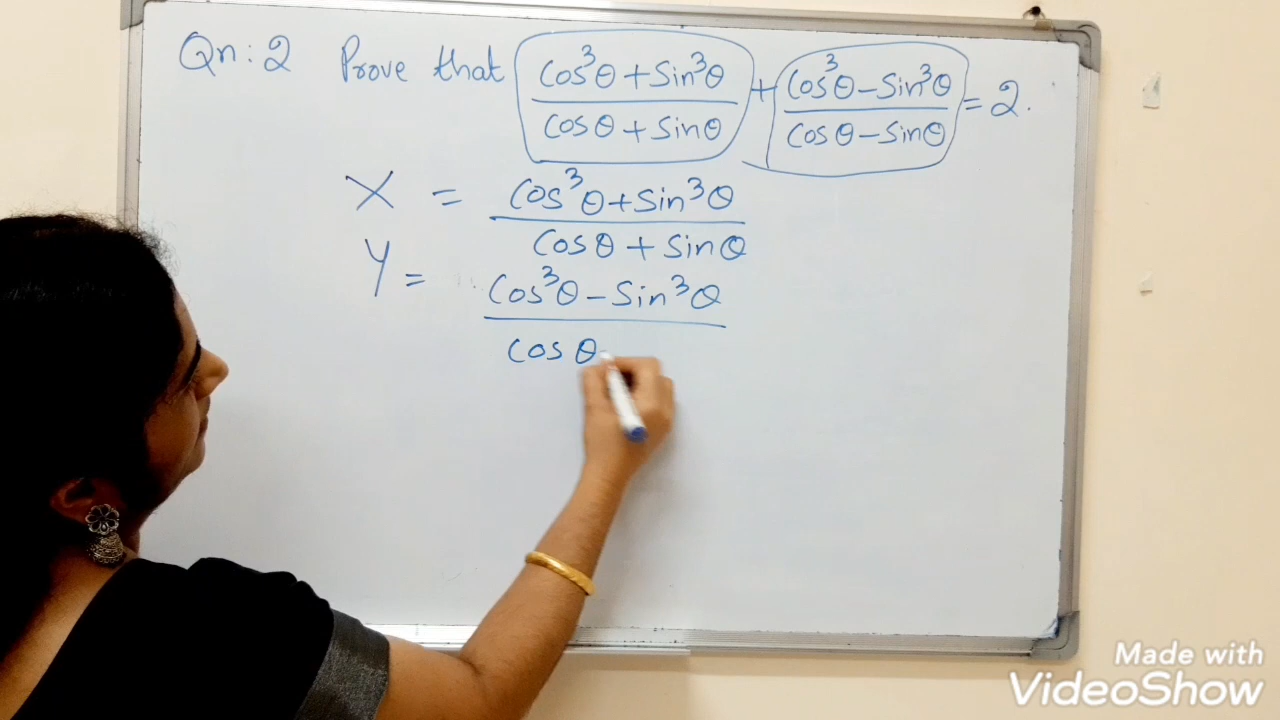 Qn: 2 Prove that cos³θ + Sin³θ / cosθ + Sinθ + cos³θ - Sin³θ / cosθ - Sinθ = 2.
X = cos³θ + Sin³θ / cosθ + Sinθ
Y = cos³θ - Sin³θ / cosθ
Made with
VideoShow